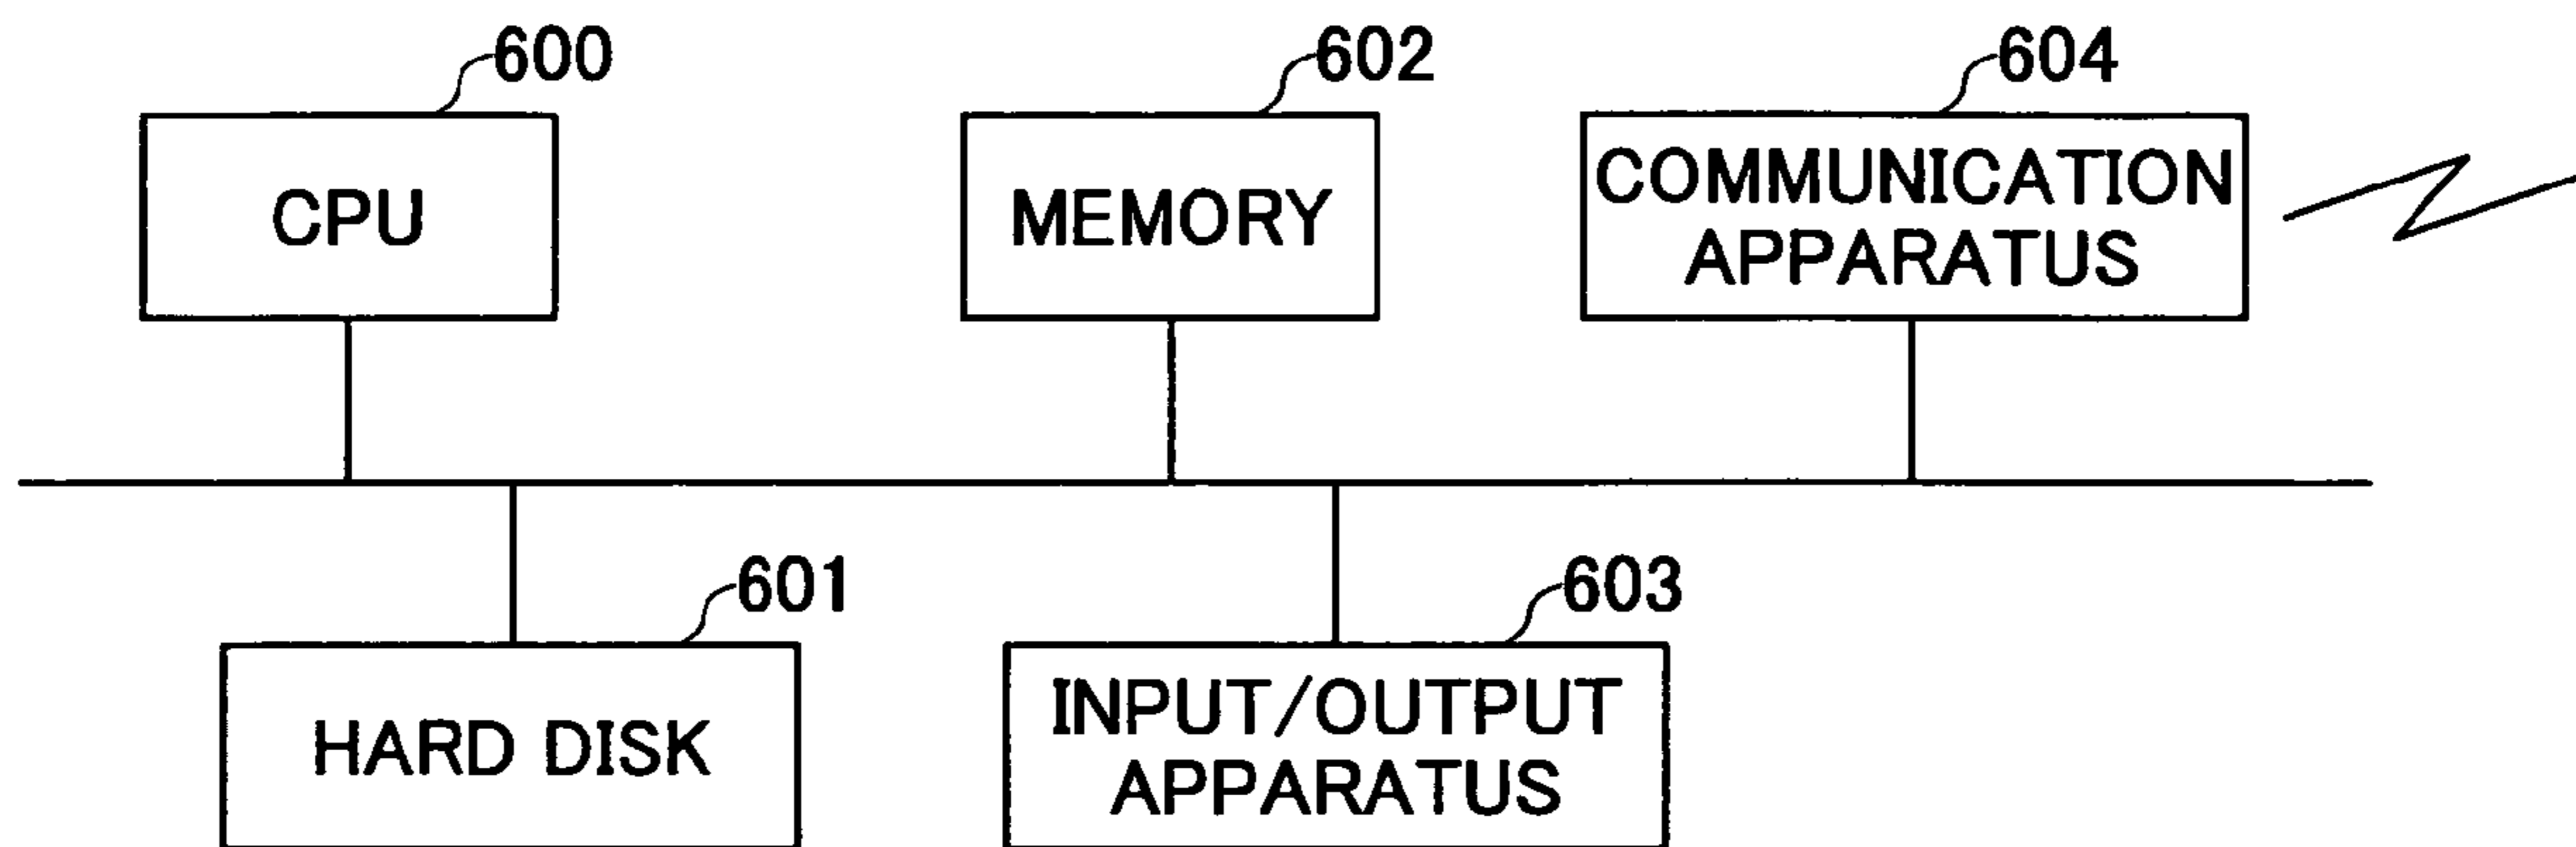 600
602
604
CPU
MEMORY
COMMUNICATION
APPARATUS
601
603
HARD DISK
INPUT/OUTPUT
APPARATUS